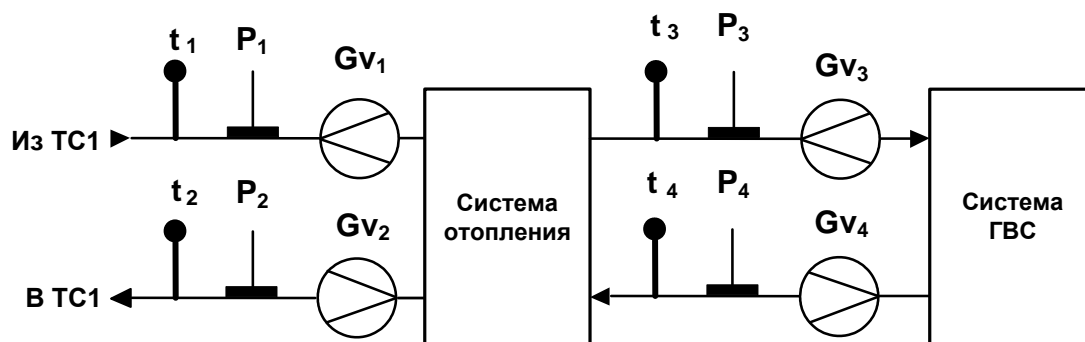 t 1 P1 Gv1 t 3 P3 Gv3
Из ТС1
t 2 P2 Gv2 Система отопления t 4 P4 Gv4 Система ГВС
В ТС1